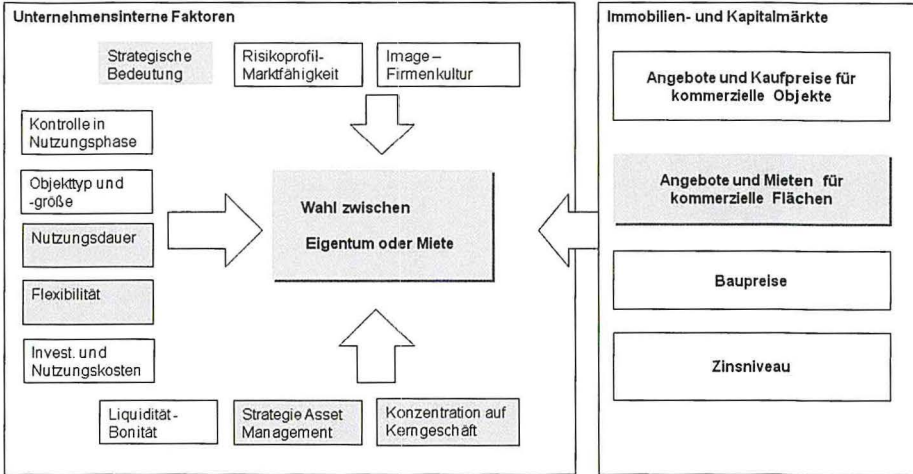 Unternehmensinterne Faktoren
Strategische
Bedeutung
Risikoprofil-
Marktfähigkeit
Image –
Firmenkultur
Kontrolle in
Nutzungsphase
Objekttyp und
-größe
Nutzungsdauer
Flexibilität
Invest. und
Nutzungskosten
Wahl zwischen
Eigentum oder Miete
Liquidität -
Bonität
Strategie Asset
Management
Konzentration auf
Kerngeschäft
Immobilien- und Kapitalmärkte
Angebote und Kaufpreise für
kommerzielle Objekte
Angebote und Mieten für
kommerzielle Flächen
Baupreise
Zinsniveau